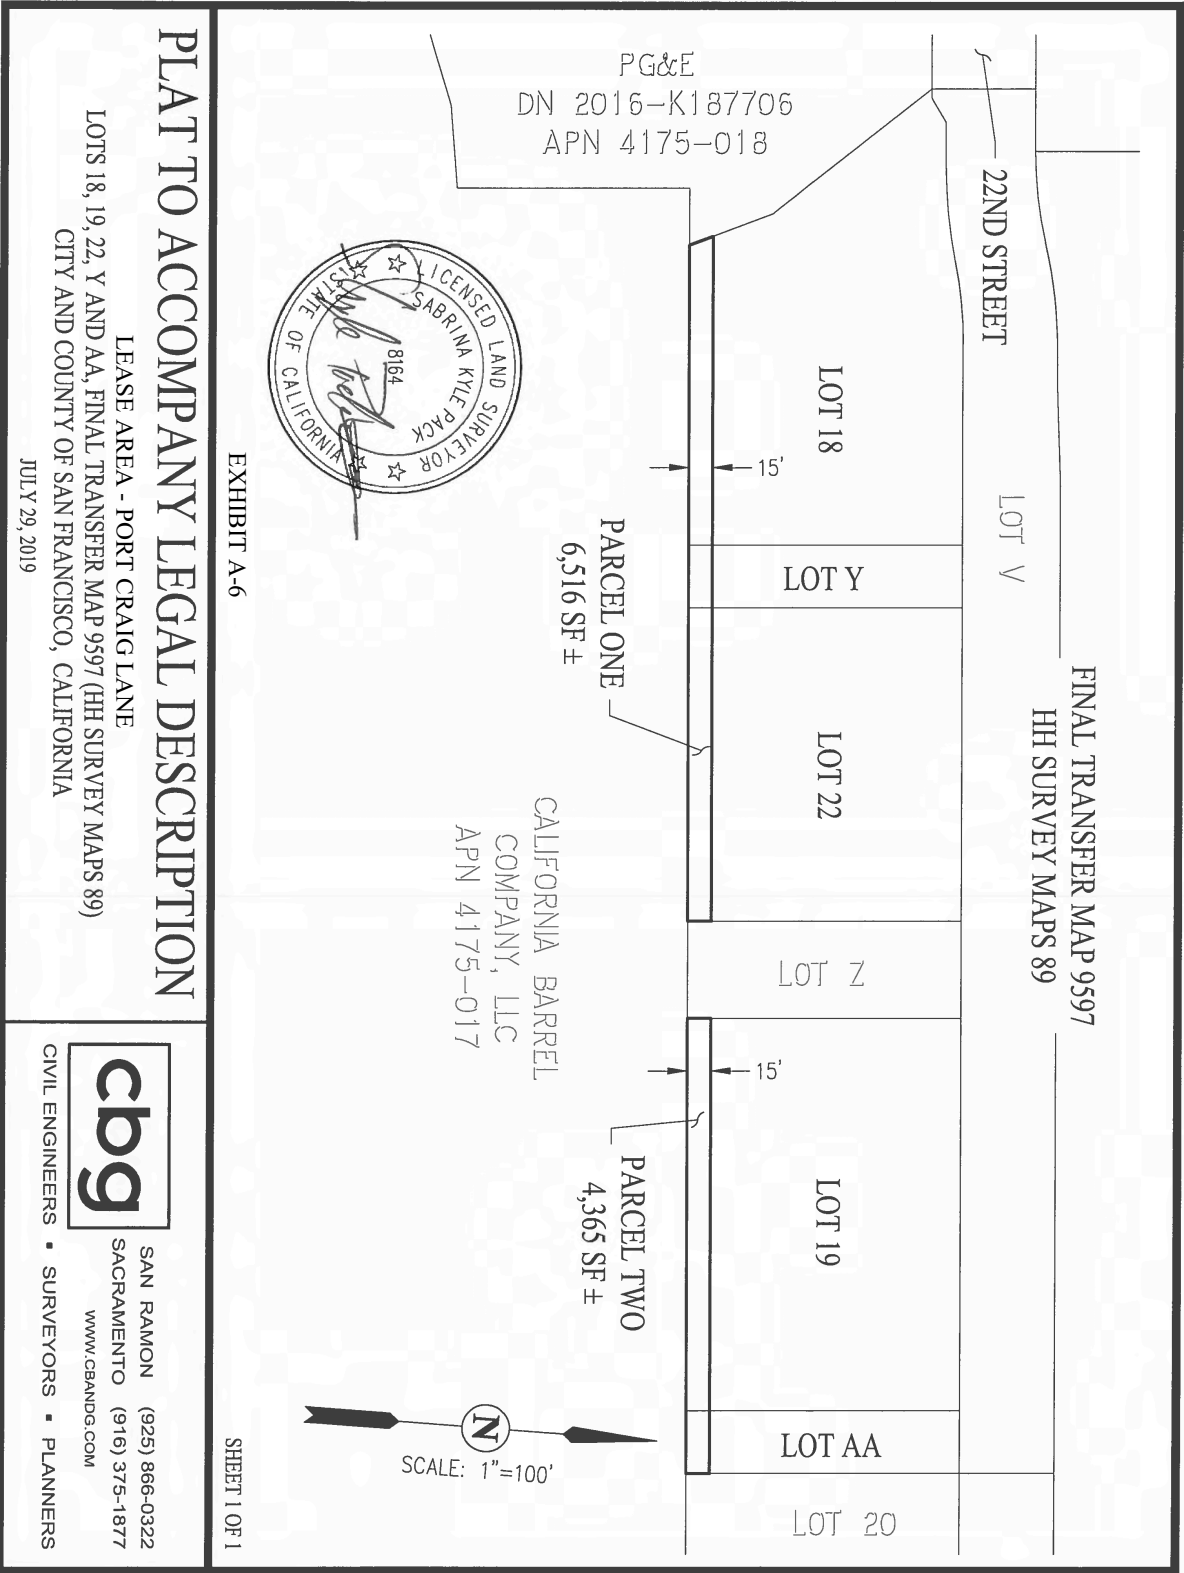 FINAL TRANSFER MAP 9597
HH SURVEY MAPS 89
22ND STREET
LOT V
PG&E
DN 2016-K187706
APN 4175-018
LOT 18
LOT Y
LOT 22
LOT Z
LOT 19
LOT AA
LOT 20
15'
15'
PARCEL ONE
6,516 SF ±
PARCEL TWO
4,365 SF ±
CALIFORNIA BARREL
COMPANY, LLC
APN 4175-017
LICENSED LAND SURVEYOR
SABRINA KYLE PACK
8164
STATE OF CALIFORNIA
N
SCALE: 1"=100'
EXHIBIT A-6
SHEET 1 OF 1
PLAT TO ACCOMPANY LEGAL DESCRIPTION
LEASE AREA - PORT CRAIG LANE
LOTS 18, 19, 22, Y AND AA, FINAL TRANSFER MAP 9597 (HH SURVEY MAPS 89)
CITY AND COUNTY OF SAN FRANCISCO, CALIFORNIA
JULY 29, 2019
cbg
SAN RAMON (925) 866-0322
SACRAMENTO (916) 375-1877
WWW.CBANDG.COM
CIVIL ENGINEERS ▪ SURVEYORS ▪ PLANNERS